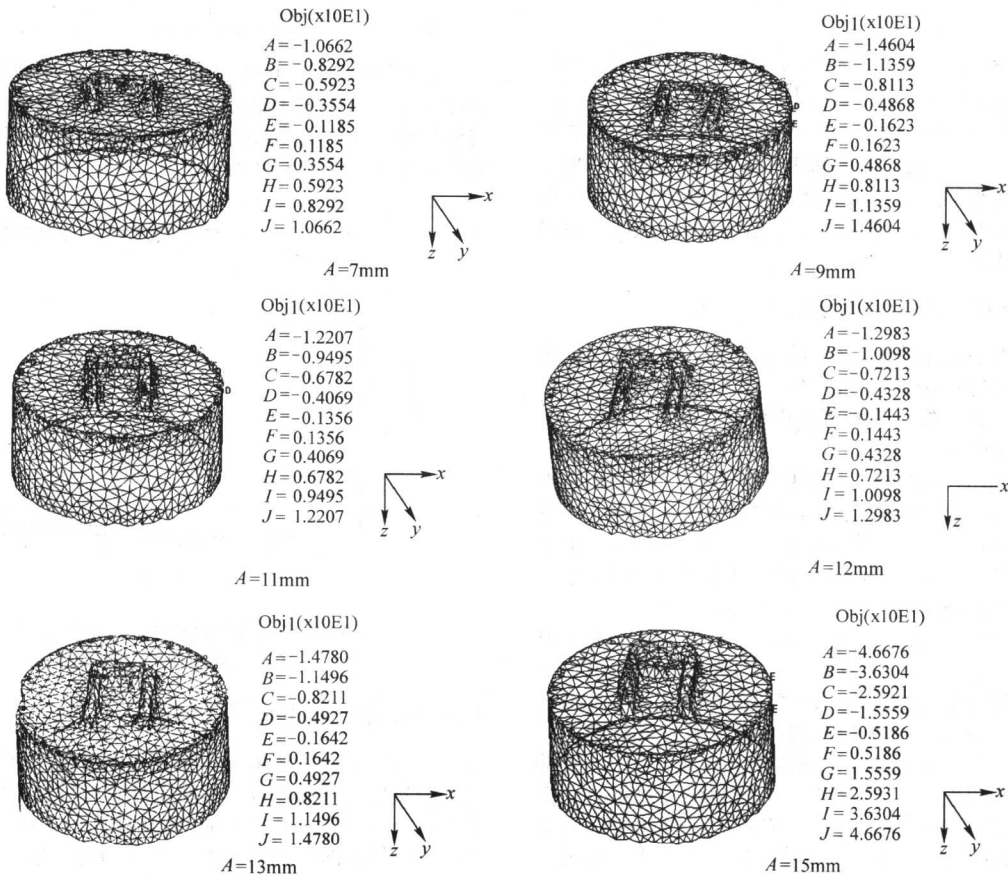 Obj(x10E1)
A=-1.0662
B=-0.8292
C=-0.5923
D=-0.3554
E=-0.1185
F=0.1185
G=0.3554
H=0.5923
I=0.8292
J=1.0662
x
z
y
A=7mm
Obj1(x10E1)
A=-1.4604
B=-1.1359
C=-0.8113
D=-0.4868
E=-0.1623
F=0.1623
G=0.4868
H=0.8113
I=1.1359
J=1.4604
x
z
y
A=9mm
Obj1(x10E1)
A=-1.2207
B=-0.9495
C=-0.6782
D=-0.4069
E=-0.1356
F=0.1356
G=0.4069
H=0.6782
I=0.9495
J=1.2207
x
z
y
A=11mm
Obj1(x10E1)
A=-1.2983
B=-1.0098
C=-0.7213
D=-0.4328
E=-0.1443
F=0.1443
G=0.4328
H=0.7213
I=1.0098
J=1.2983
x
z
A=12mm
Obj1(x10E1)
A=-1.4780
B=-1.1496
C=-0.8211
D=-0.4927
E=-0.1642
F=0.1642
G=0.4927
H=0.8211
I=1.1496
J=1.4780
x
z
y
A=13mm
Obj(x10E1)
A=-4.6676
B=-3.6304
C=-2.5921
D=-1.5559
E=-0.5186
F=0.5186
G=1.5559
H=2.5931
I=3.6304
J=4.6676
x
z
y
A=15mm